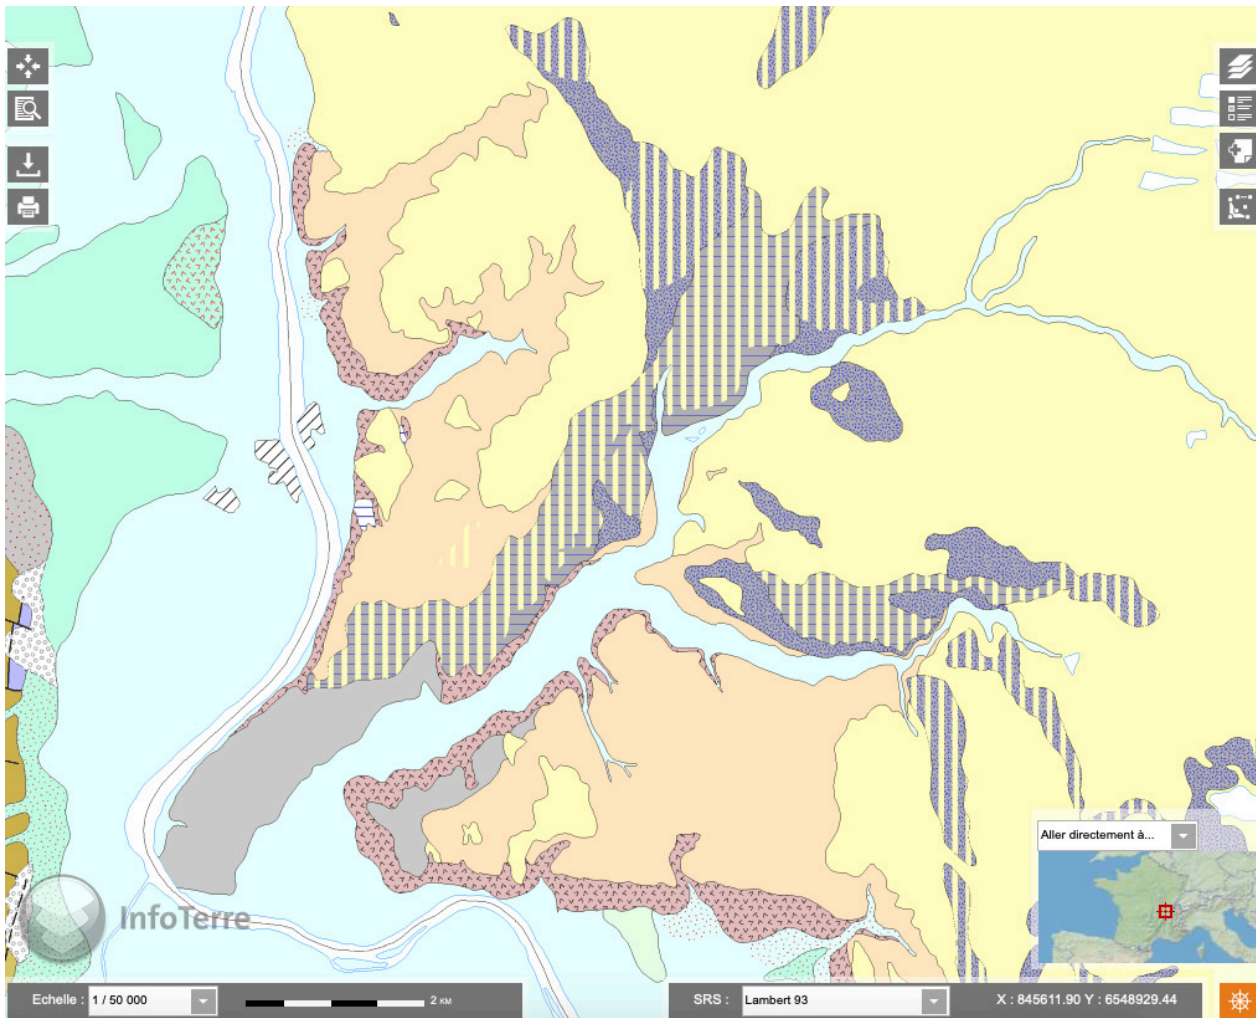 Aller directement à...
InfoTerre
Echelle : 1 / 50 000 2 KM SRS : Lambert 93 X : 845611.90 Y : 6548929.44